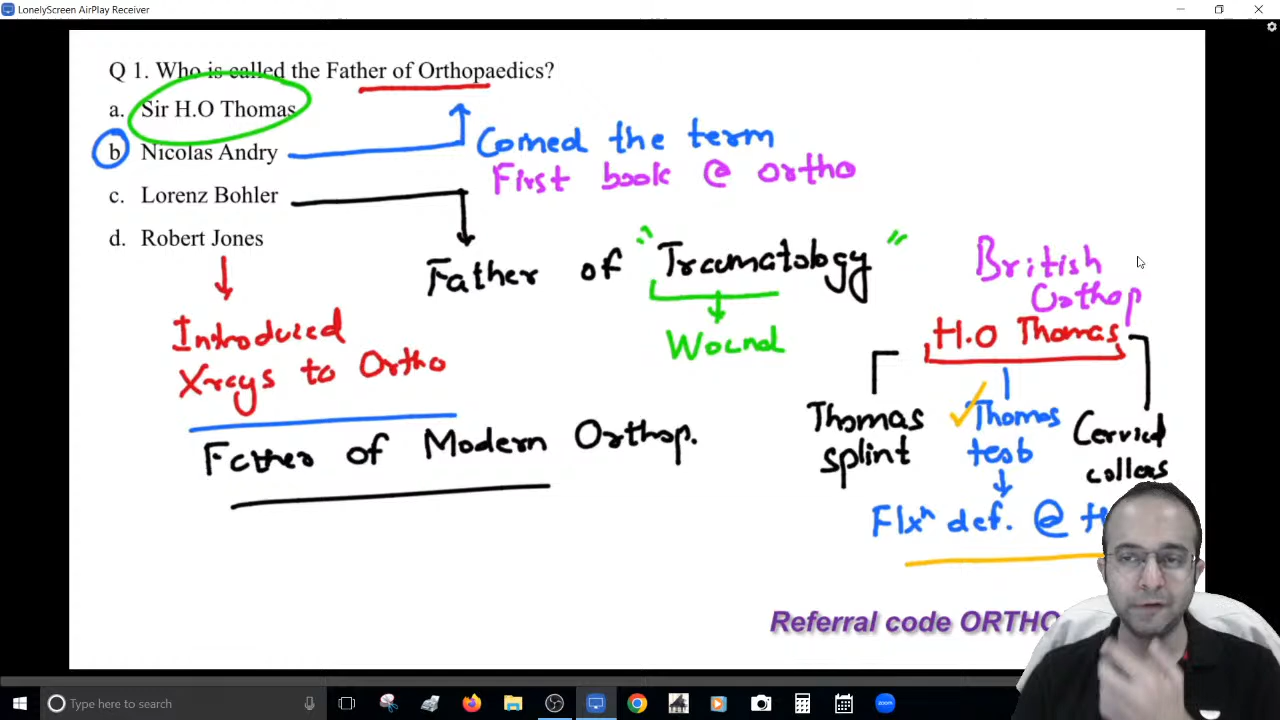 LonelyScreen AirPlay Receiver
Q 1. Who is called the Father of Orthopaedics?
a. Sir H.O Thomas
b. Nicolas Andry
Coined the term
First book @ ortho
c. Lorenz Bohler
d. Robert Jones
Father of "Traumatology"
Wound
British
Orthop
H.O Thomas
Introduced
Xrays to Ortho
Father of Modern Orthop.
Thomas
splint
Thomas
test
Cervical
collars
Flxn def. @ H
Referral code ORTHO
Type here to search
zoom